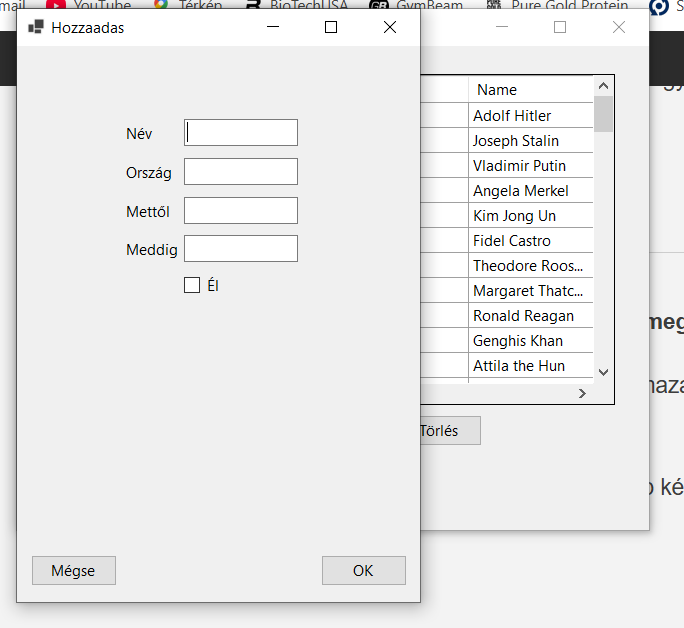 mail YouTube Térkép BioTechUSA GymBeam Pure Gold Protein S
Hozzaadas
Név
Ország
Mettől
Meddig
Él
Mégse
OK
Name
Adolf Hitler
Joseph Stalin
Vladimir Putin
Angela Merkel
Kim Jong Un
Fidel Castro
Theodore Roos...
Margaret Thatc...
Ronald Reagan
Genghis Khan
Attila the Hun
Törlés
meg
naza
ké